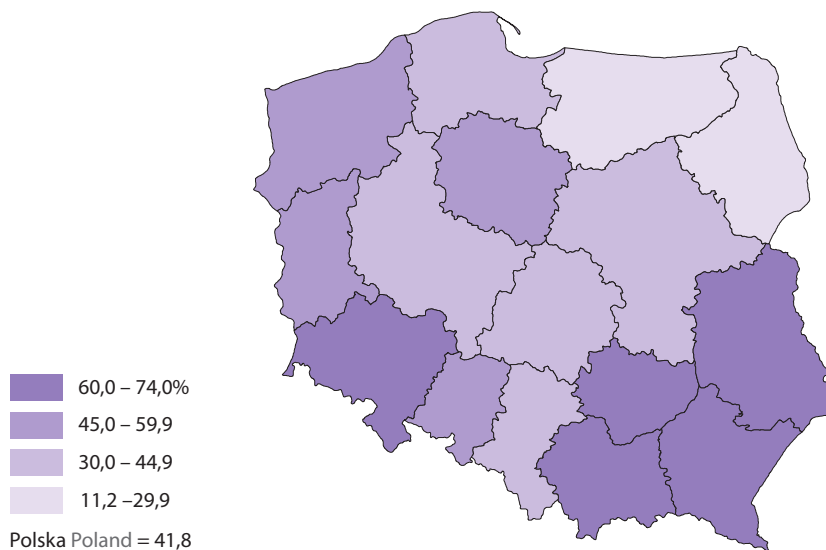 60,0 – 74,0%
45,0 – 59,9
30,0 – 44,9
11,2 –29,9
Polska Poland = 41,8